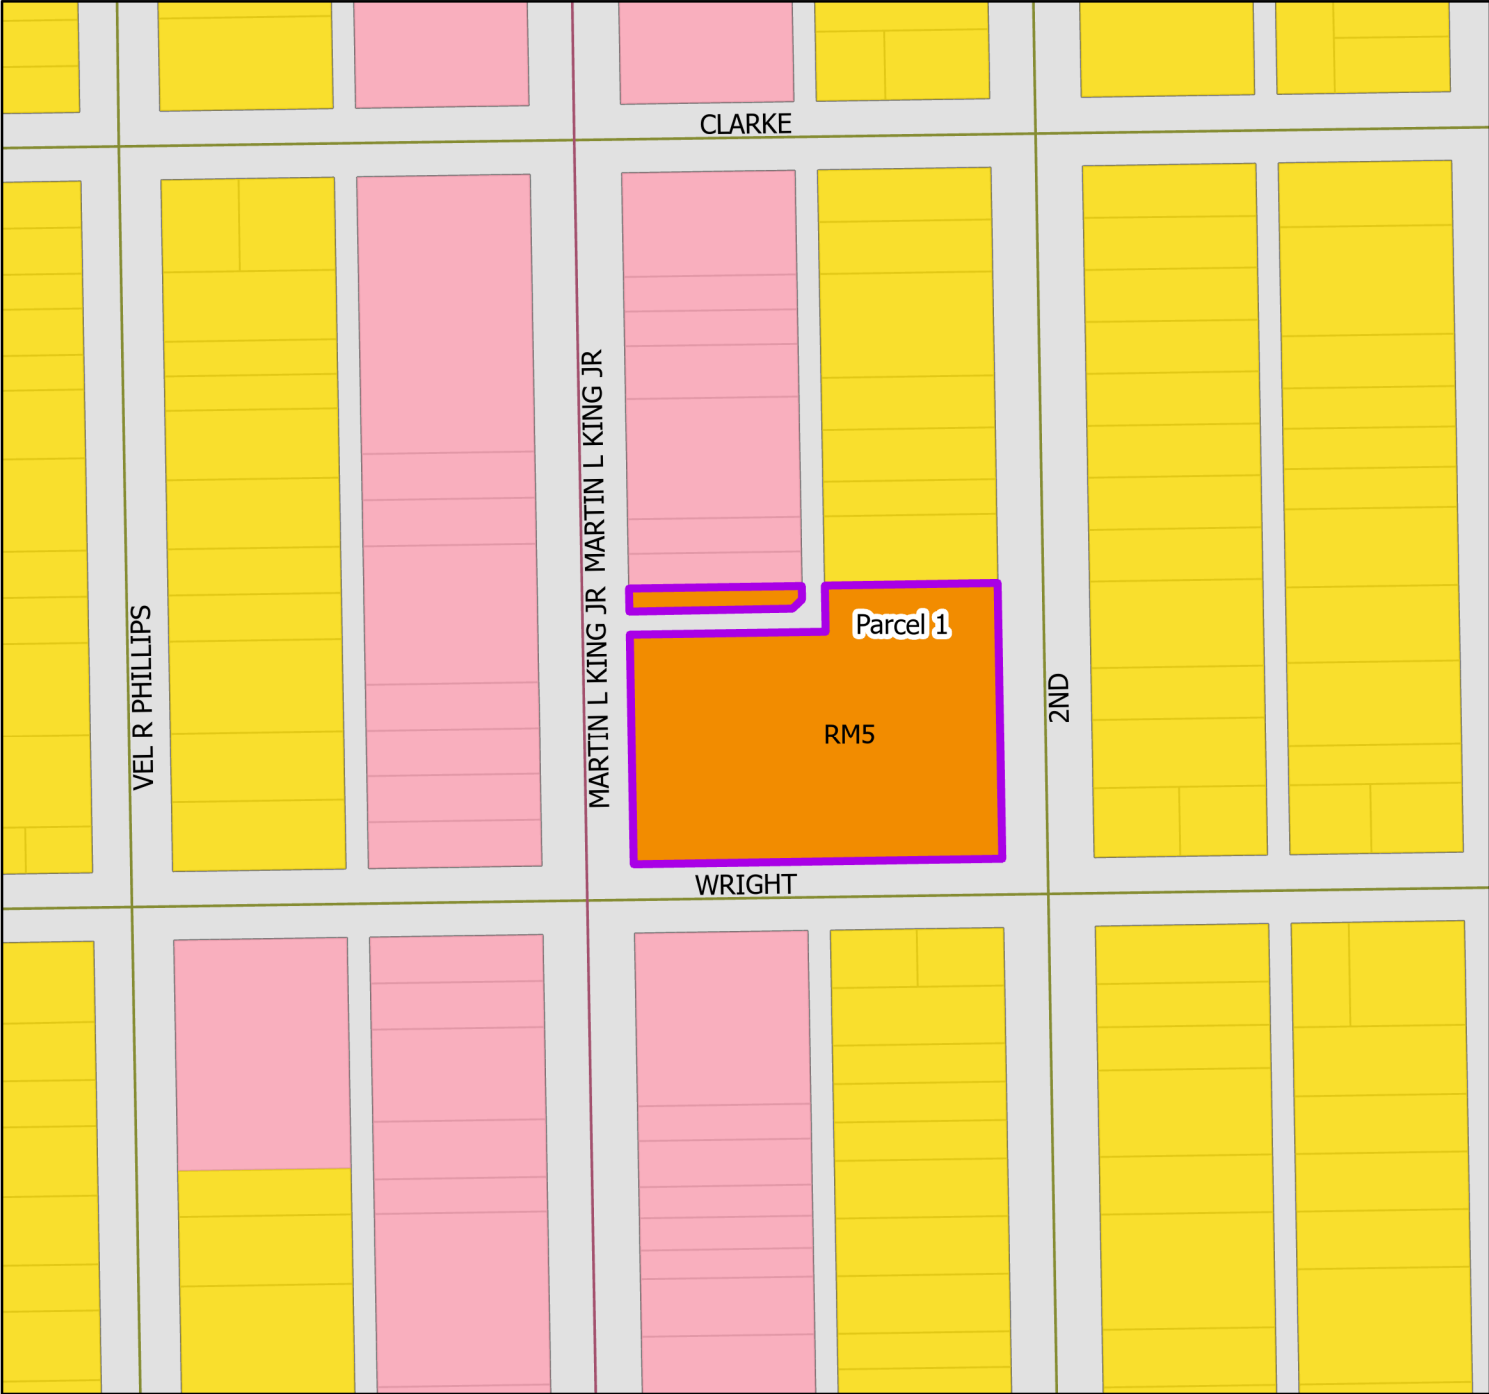 CLARKE
MARTIN L KING JR
MARTIN L KING JR
VEL R PHILLIPS
Parcel 1
2ND
RM5
WRIGHT